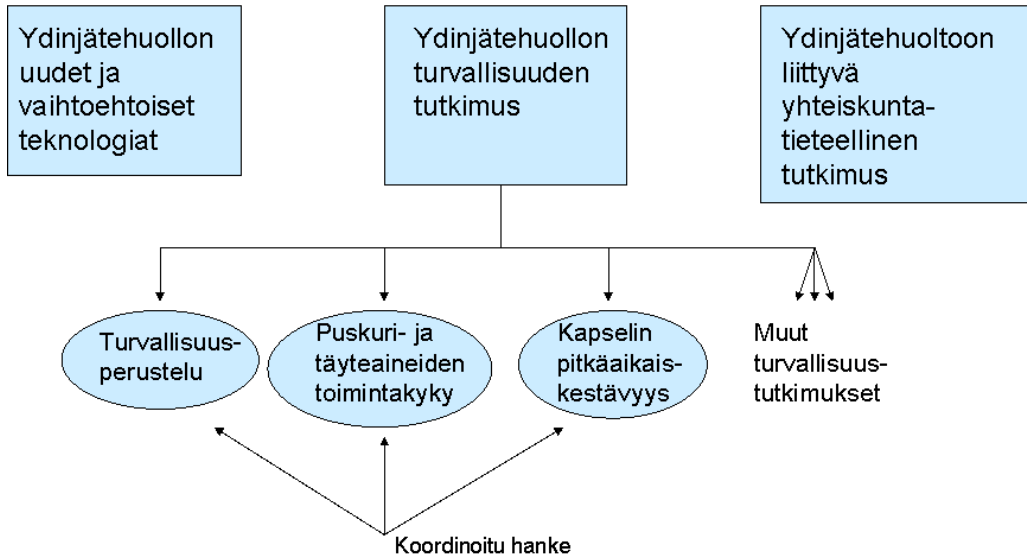 Ydinjätehuollon
uudet ja
vaihtoehtoiset
teknologiat
Ydinjätehuollon
turvallisuuden
tutkimus
Ydinjätehuoltoon
liittyvä
yhteiskunta-
tieteellinen
tutkimus
Turvallisuus-
perustelu
Puskuri- ja
täyteaineiden
toimintakyky
Kapselin
pitkäaikais-
kestävyys
Muut
turvallisuus-
tutkimukset
Koordinoitu hanke